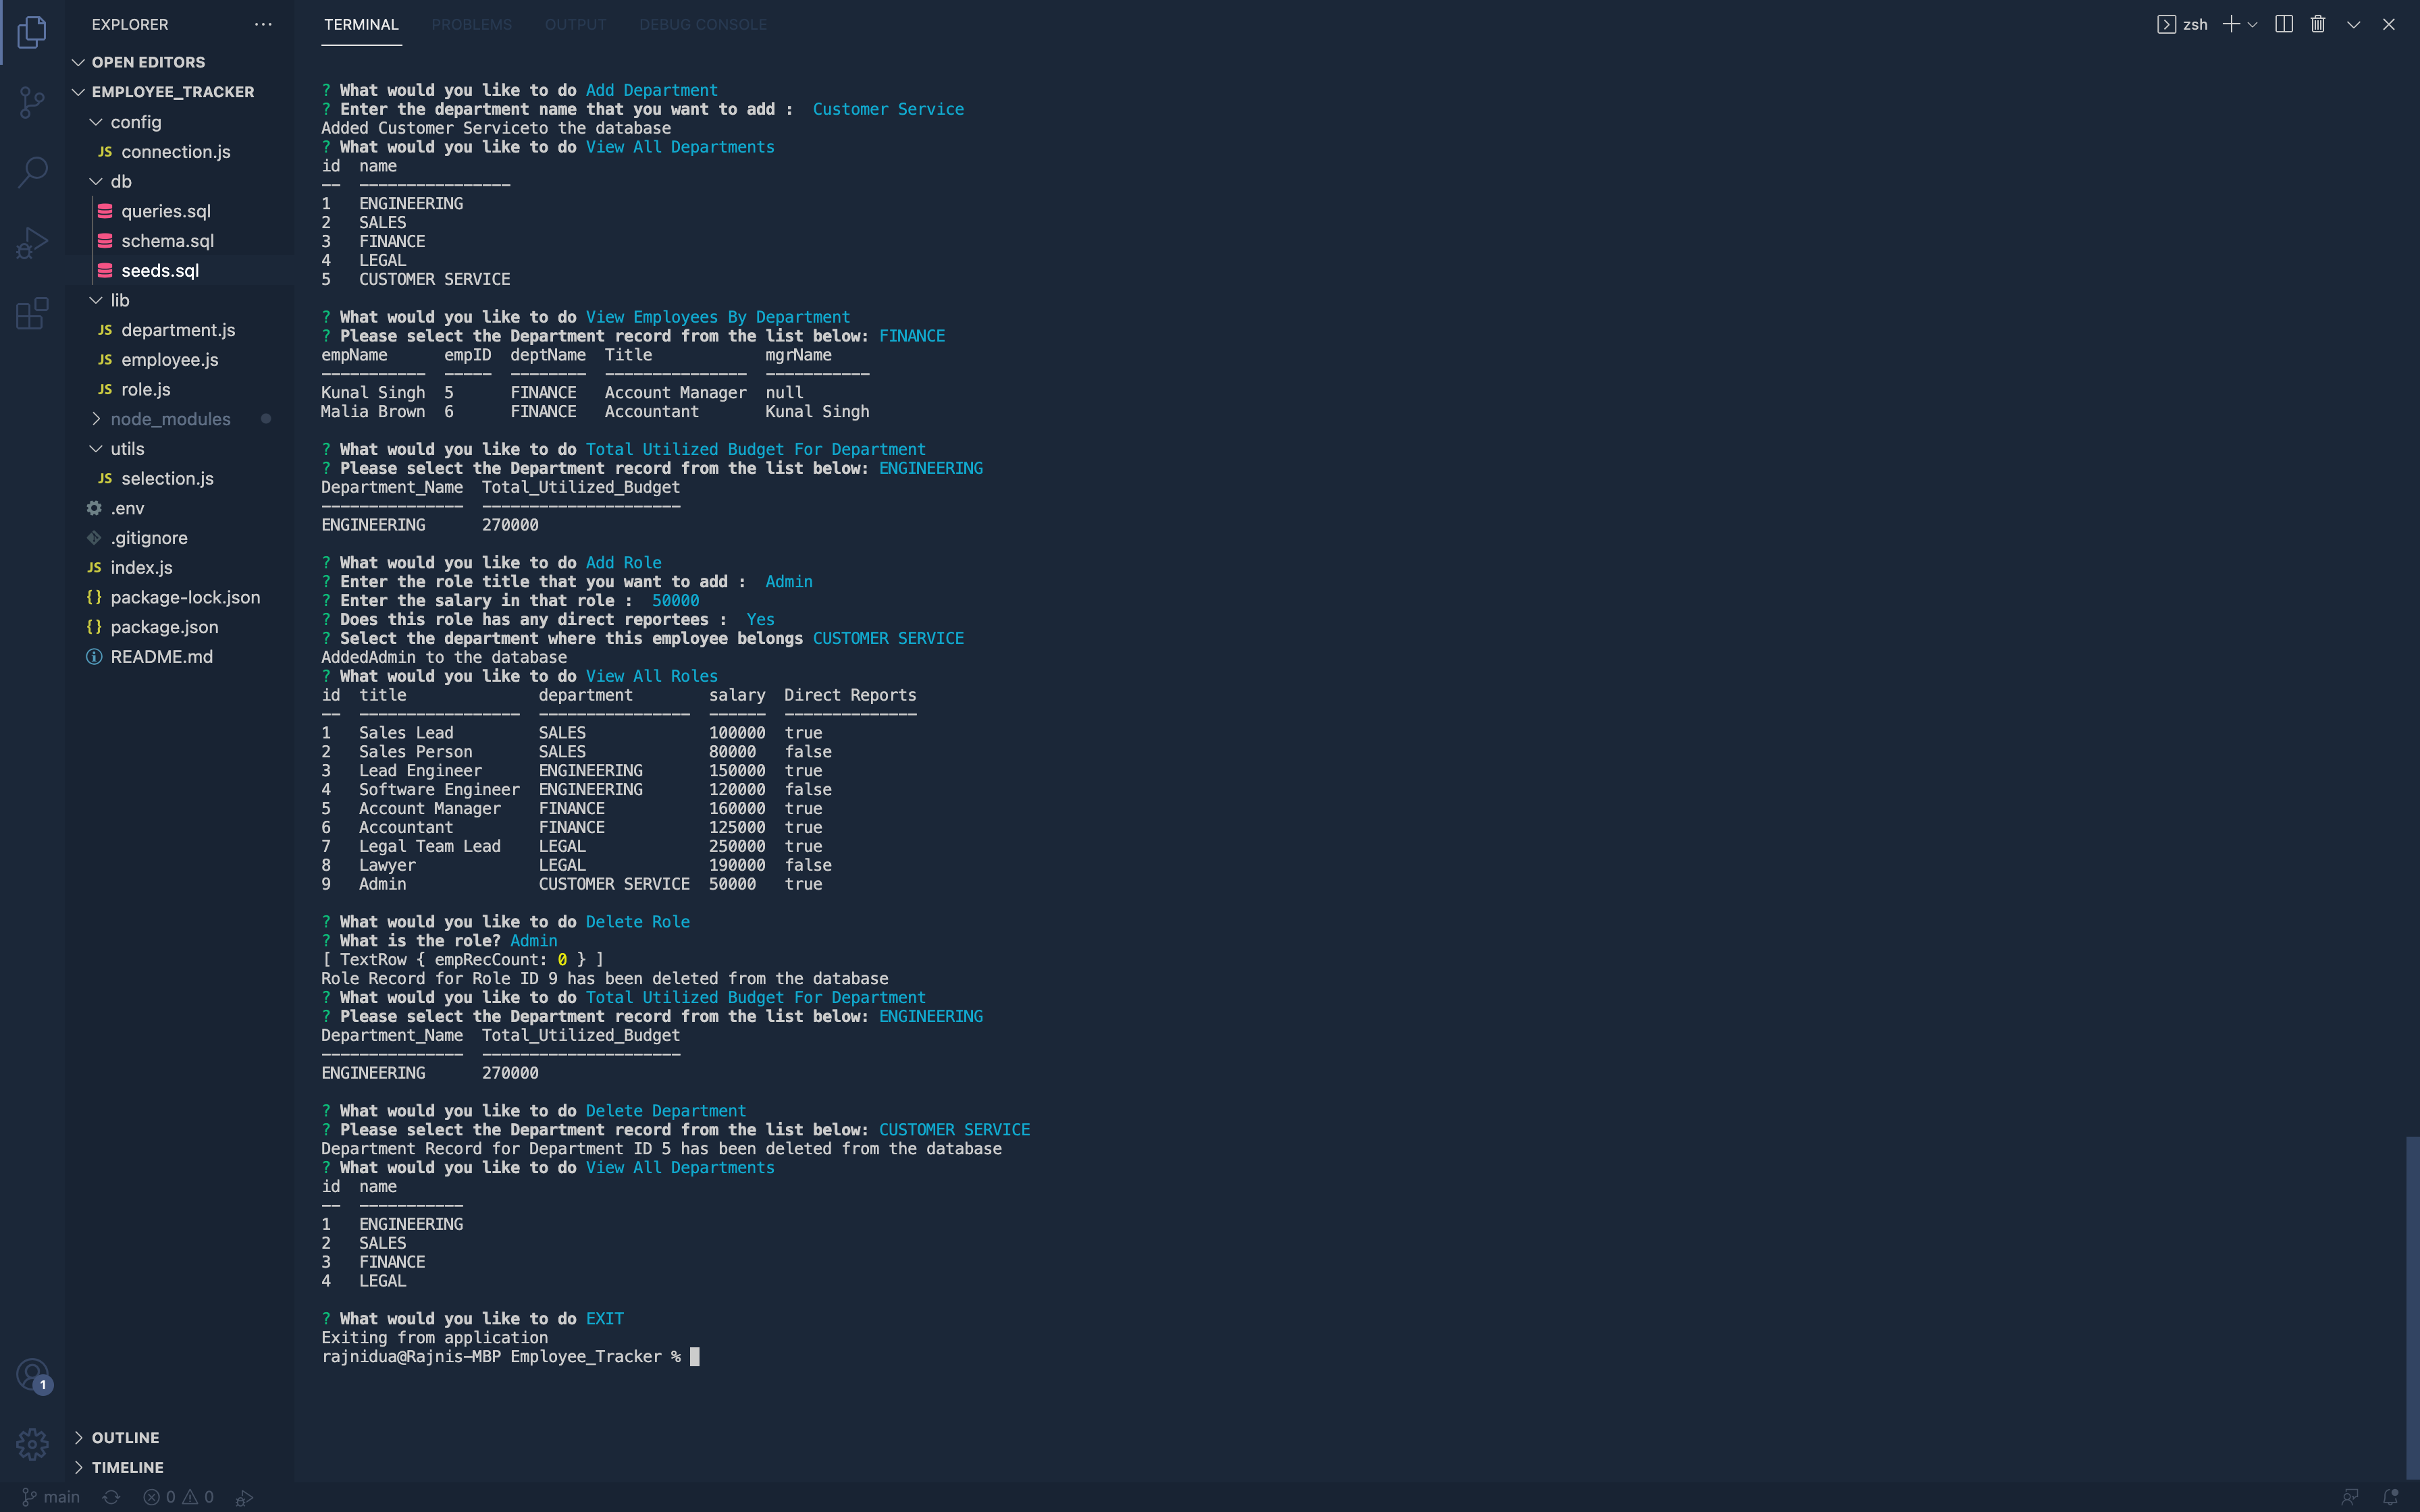 EXPLORER
OPEN EDITORS
EMPLOYEE_TRACKER
config
JS connection.js
db
queries.sql
schema.sql
seeds.sql
lib
JS department.js
JS employee.js
JS role.js
node_modules
utils
JS selection.js
.env
.gitignore
JS index.js
{} package-lock.json
{} package.json
README.md
1
OUTLINE
TIMELINE
TERMINAL PROBLEMS OUTPUT DEBUG CONSOLE
zsh
? What would you like to do Add Department
? Enter the department name that you want to add :  Customer Service
Added Customer Serviceto the database
? What would you like to do View All Departments
id  name
--  ----------------
1   ENGINEERING
2   SALES
3   FINANCE
4   LEGAL
5   CUSTOMER SERVICE
? What would you like to do View Employees By Department
? Please select the Department record from the list below: FINANCE
empName      empID  deptName  Title            mgrName
-----------  -----  --------  ---------------  -----------
Kunal Singh  5      FINANCE   Account Manager  null
Malia Brown  6      FINANCE   Accountant       Kunal Singh
? What would you like to do Total Utilized Budget For Department
? Please select the Department record from the list below: ENGINEERING
Department_Name  Total_Utilized_Budget
---------------  ---------------------
ENGINEERING      270000
? What would you like to do Add Role
? Enter the role title that you want to add :  Admin
? Enter the salary in that role :  50000
? Does this role has any direct reportees :  Yes
? Select the department where this employee belongs CUSTOMER SERVICE
AddedAdmin to the database
? What would you like to do View All Roles
id  title              department        salary  Direct Reports
--  -----------------  ----------------  ------  --------------
1   Sales Lead         SALES             100000  true
2   Sales Person       SALES             80000   false
3   Lead Engineer      ENGINEERING       150000  true
4   Software Engineer  ENGINEERING       120000  false
5   Account Manager    FINANCE           160000  true
6   Accountant         FINANCE           125000  true
7   Legal Team Lead    LEGAL             250000  true
8   Lawyer             LEGAL             190000  false
9   Admin              CUSTOMER SERVICE  50000   true
? What would you like to do Delete Role
? What is the role? Admin
[ TextRow { empRecCount: 0 } ]
Role Record for Role ID 9 has been deleted from the database
? What would you like to do Total Utilized Budget For Department
? Please select the Department record from the list below: ENGINEERING
Department_Name  Total_Utilized_Budget
---------------  ---------------------
ENGINEERING      270000
? What would you like to do Delete Department
? Please select the Department record from the list below: CUSTOMER SERVICE
Department Record for Department ID 5 has been deleted from the database
? What would you like to do View All Departments
id  name
--  -----------
1   ENGINEERING
2   SALES
3   FINANCE
4   LEGAL
? What would you like to do EXIT
Exiting from application
rajnidua@Rajnis-MBP Employee_Tracker %
main 0 0